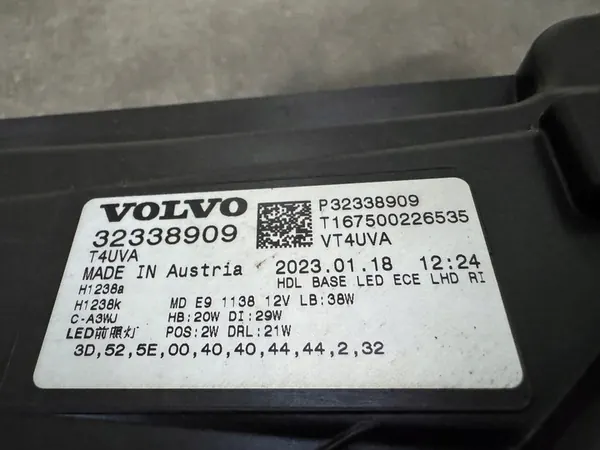 VOLVO
32338909
T4UVA
MADE IN Austria
P32338909
T167500226535
VT4UVA
2023.01.18 12:24
HDL BASE LED ECE LHD RI
H1238a
H1238k
C-A3WJ
LED前照灯
MD E9 1138 12V LB:38W
HB:20W DI:29W
POS:2W DRL:21W
3D,52,5E,00,40,40,44,44,2,32